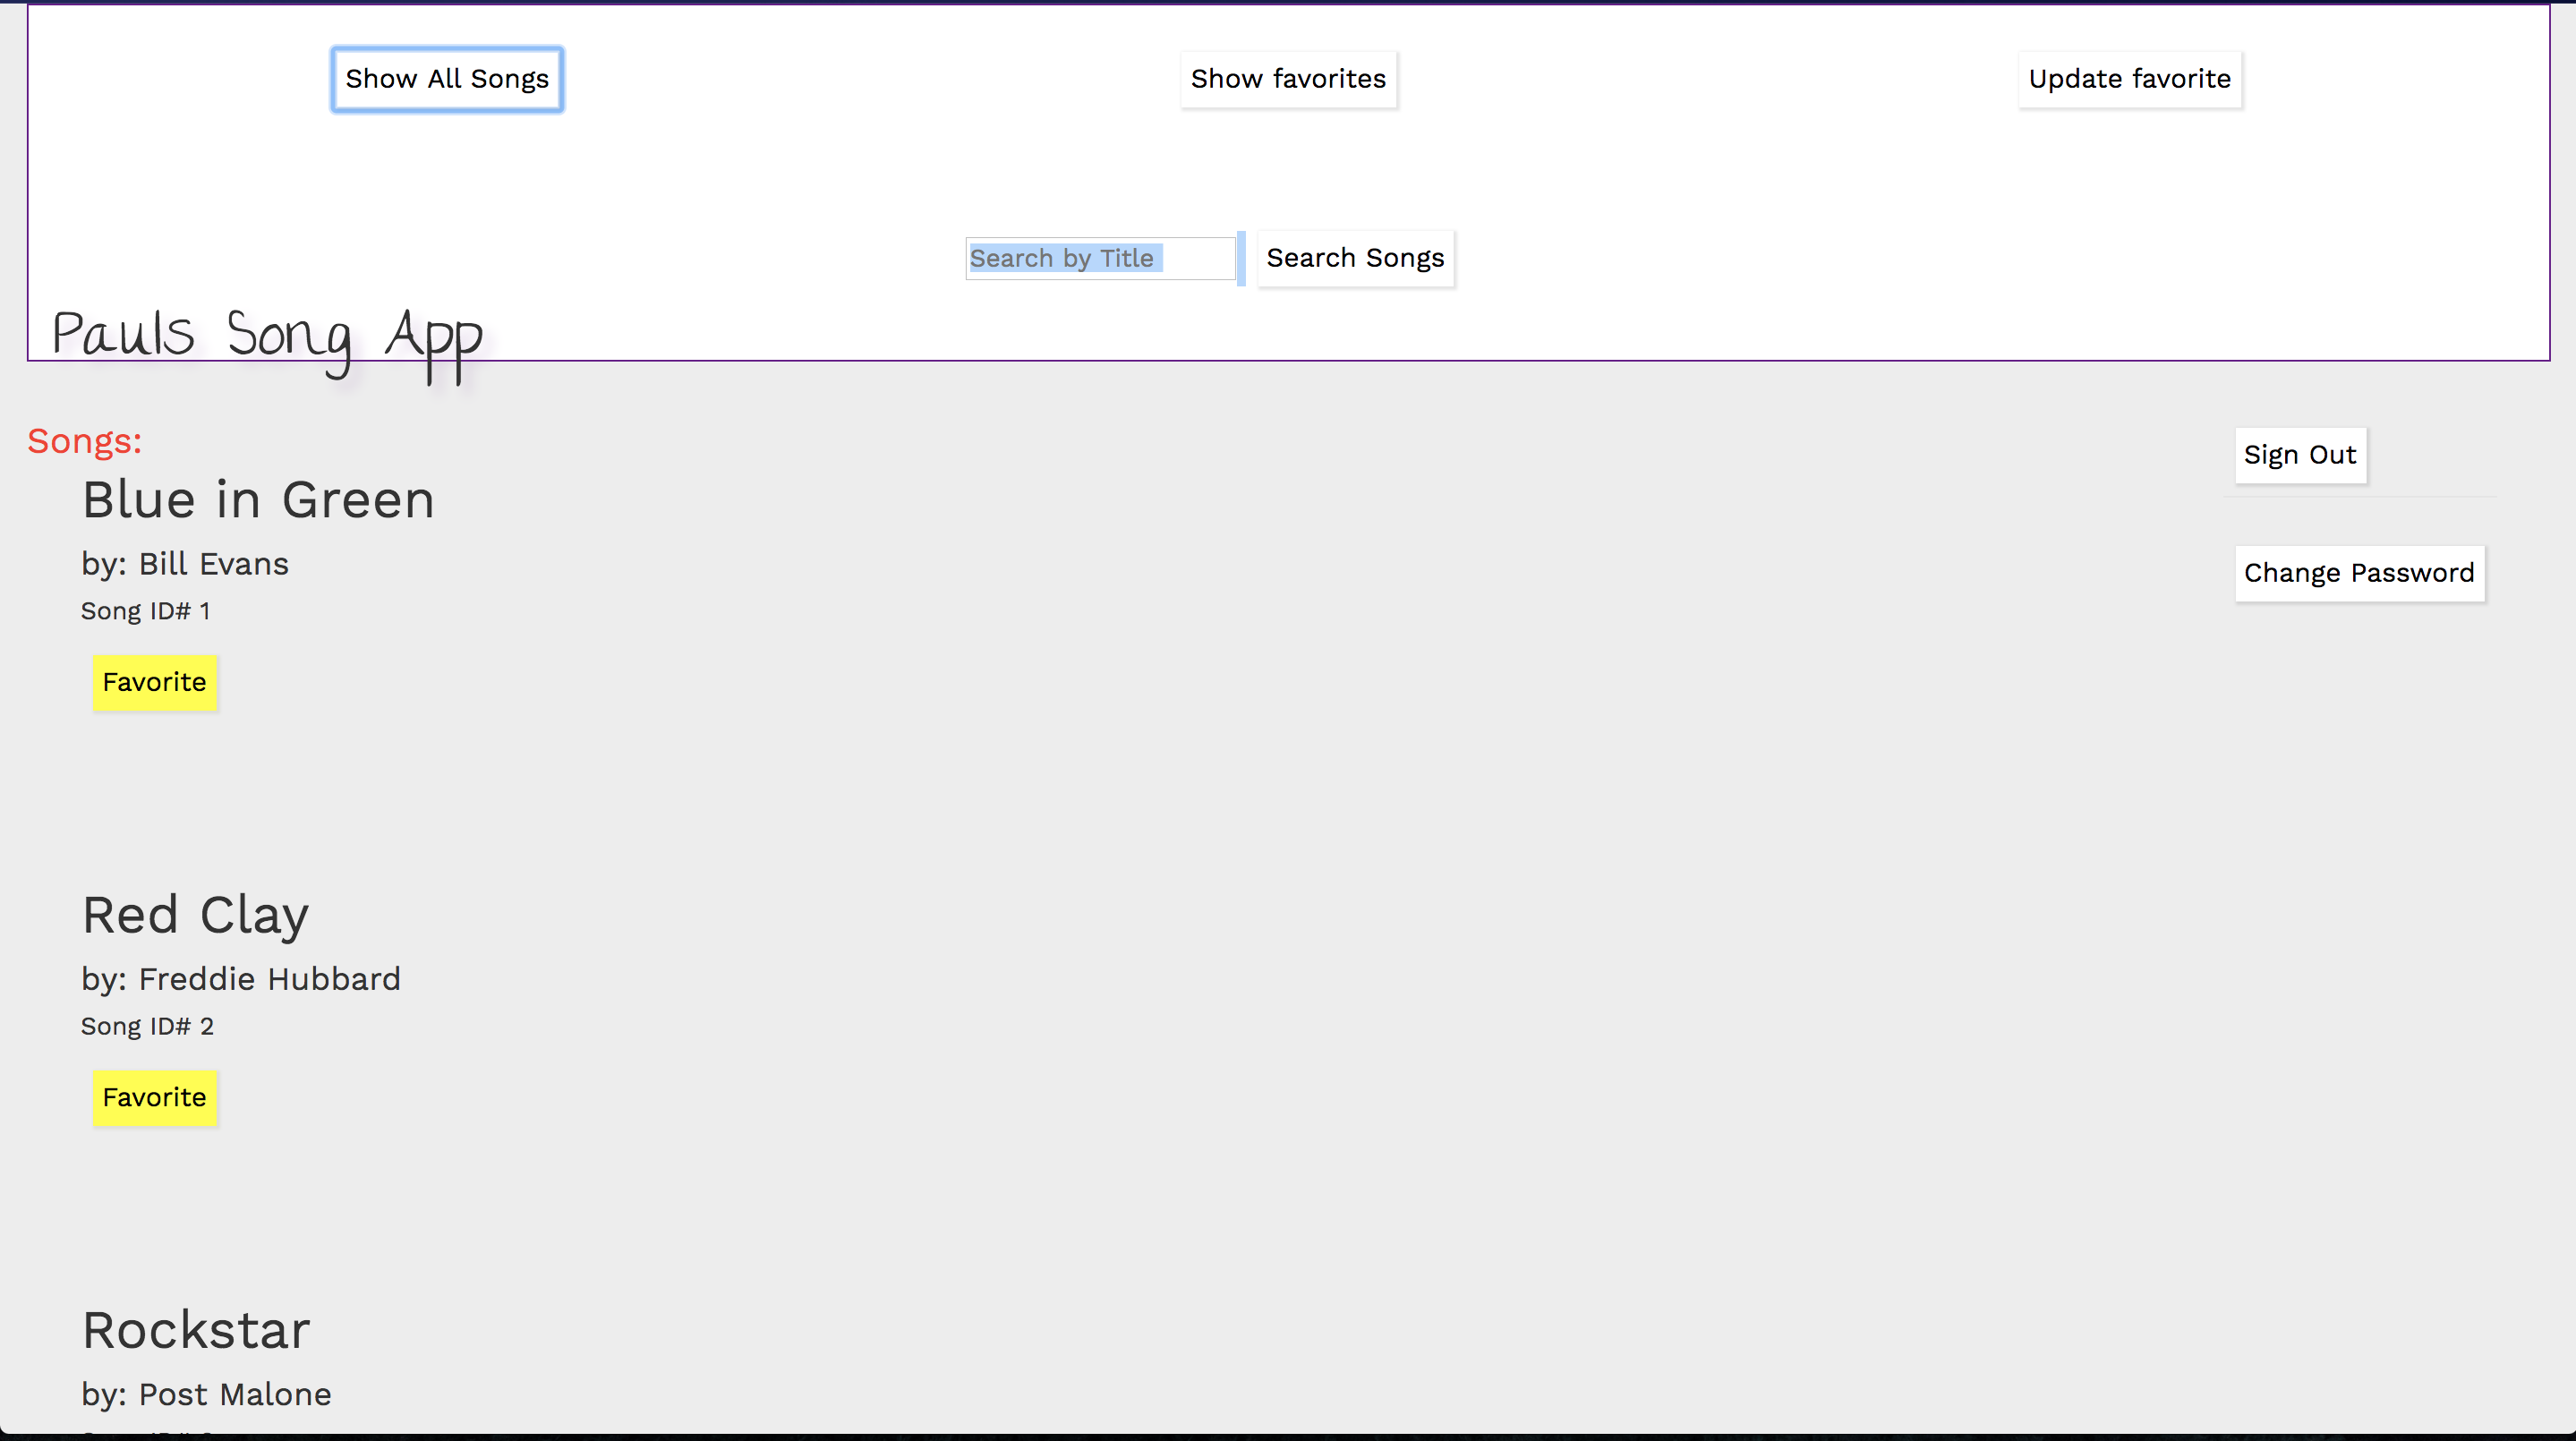 Show All Songs Show favorites Update favorite
Search by Title Search Songs
Pauls Song App
Songs:
Sign Out
Blue in Green
by: Bill Evans
Change Password
Song ID# 1
Favorite
Red Clay
by: Freddie Hubbard
Song ID# 2
Favorite
Rockstar
by: Post Malone